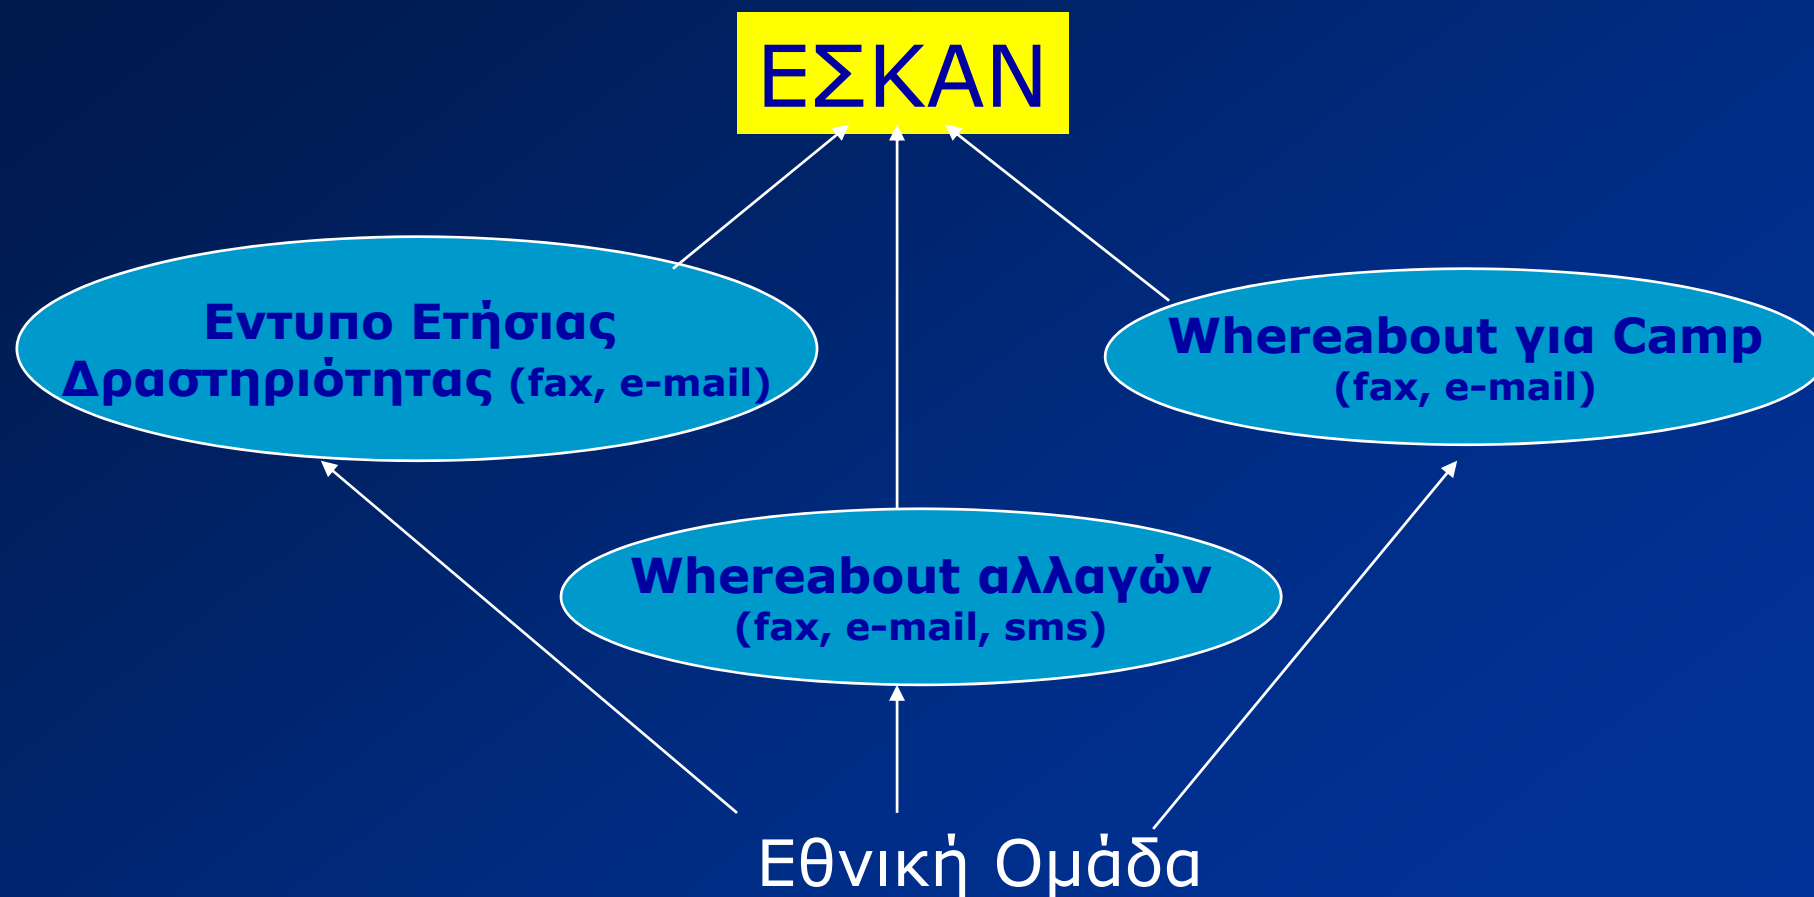 ΕΣΚΑΝ
Εντυπο Ετήσιας
Δραστηριότητας (fax, e-mail)
Whereabout για Camp
(fax, e-mail)
Whereabout αλλαγών
(fax, e-mail, sms)
Εθνική Ομάδα